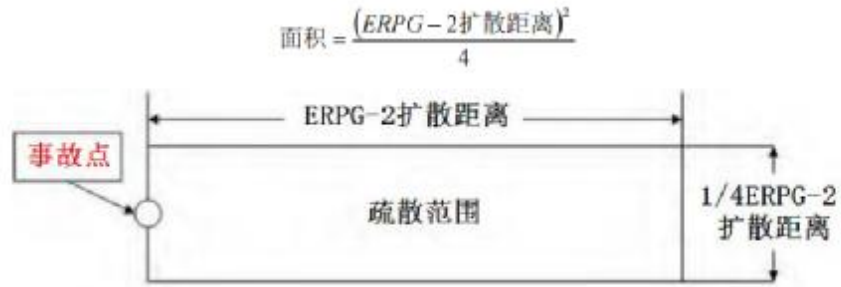 面积 = (ERPG-2扩散距离)² / 4
ERPG-2扩散距离
事故点
疏散范围
1/4ERPG-2
扩散距离